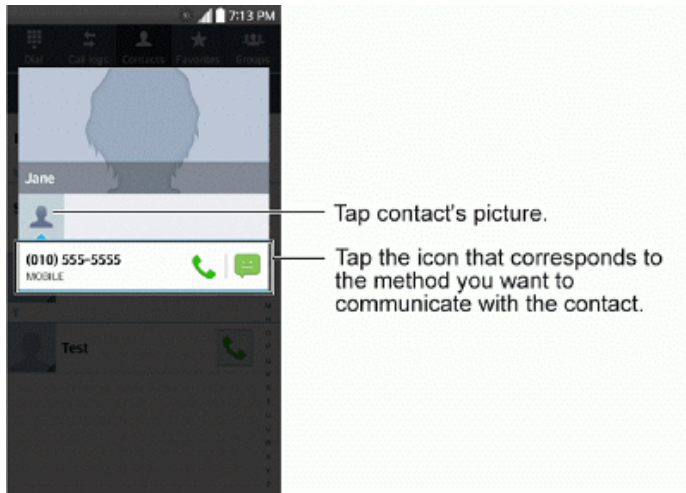 7:13 PM
Dial Call logs Contacts Favorites Groups
Jane
Tap contact's picture.
(010) 555-5555
MOBILE
Tap the icon that corresponds to
the method you want to
communicate with the contact.
T
Test